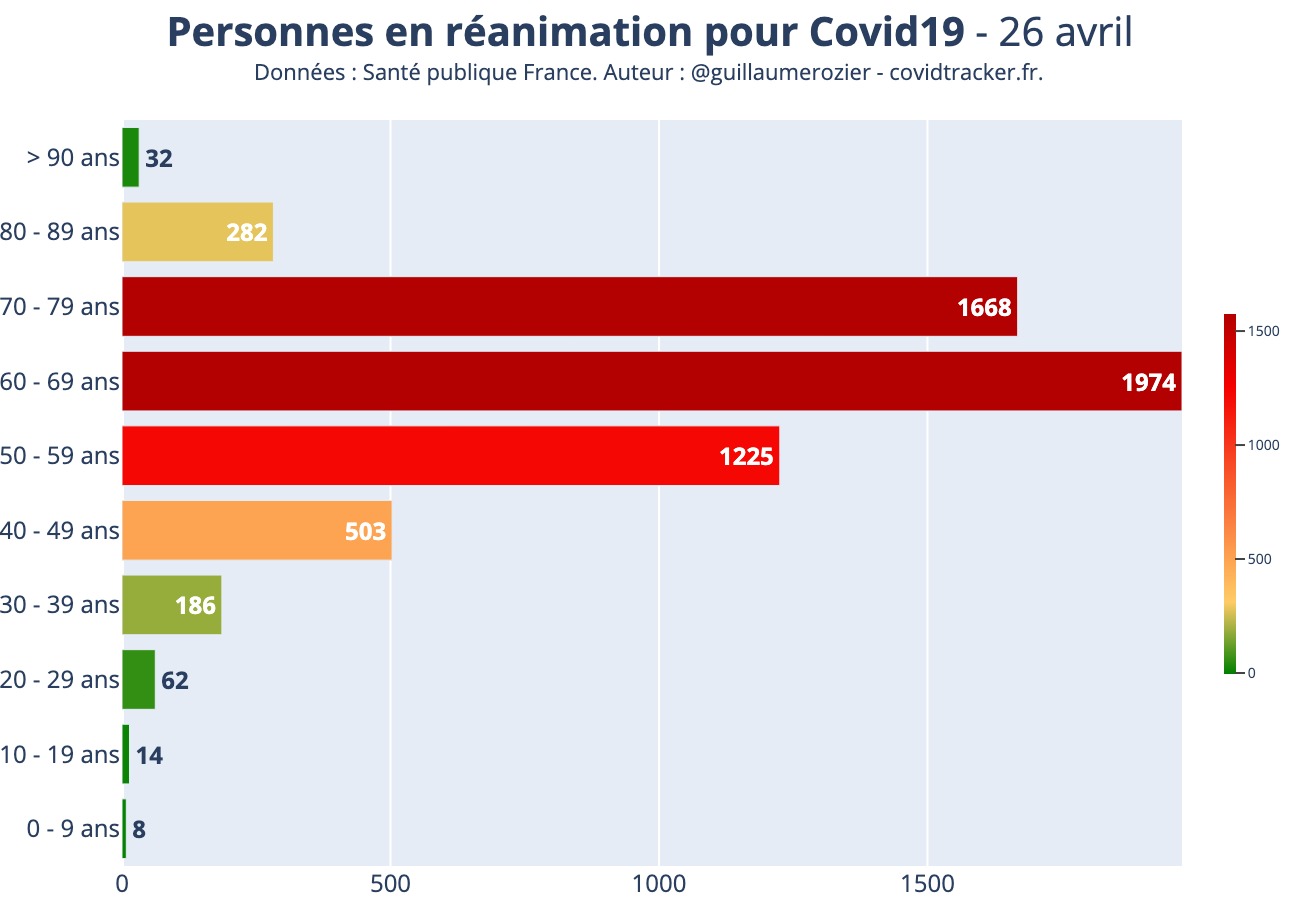 Personnes en réanimation pour Covid19 - 26 avril
Données : Santé publique France. Auteur : @guillaumerozier - covidtracker.fr.
> 90 ans 32
80 - 89 ans 282
70 - 79 ans 1668
60 - 69 ans 1974
50 - 59 ans 1225
40 - 49 ans 503
30 - 39 ans 186
20 - 29 ans 62
10 - 19 ans 14
0 - 9 ans 8
0 500 1000 1500
1500
1000
500
0